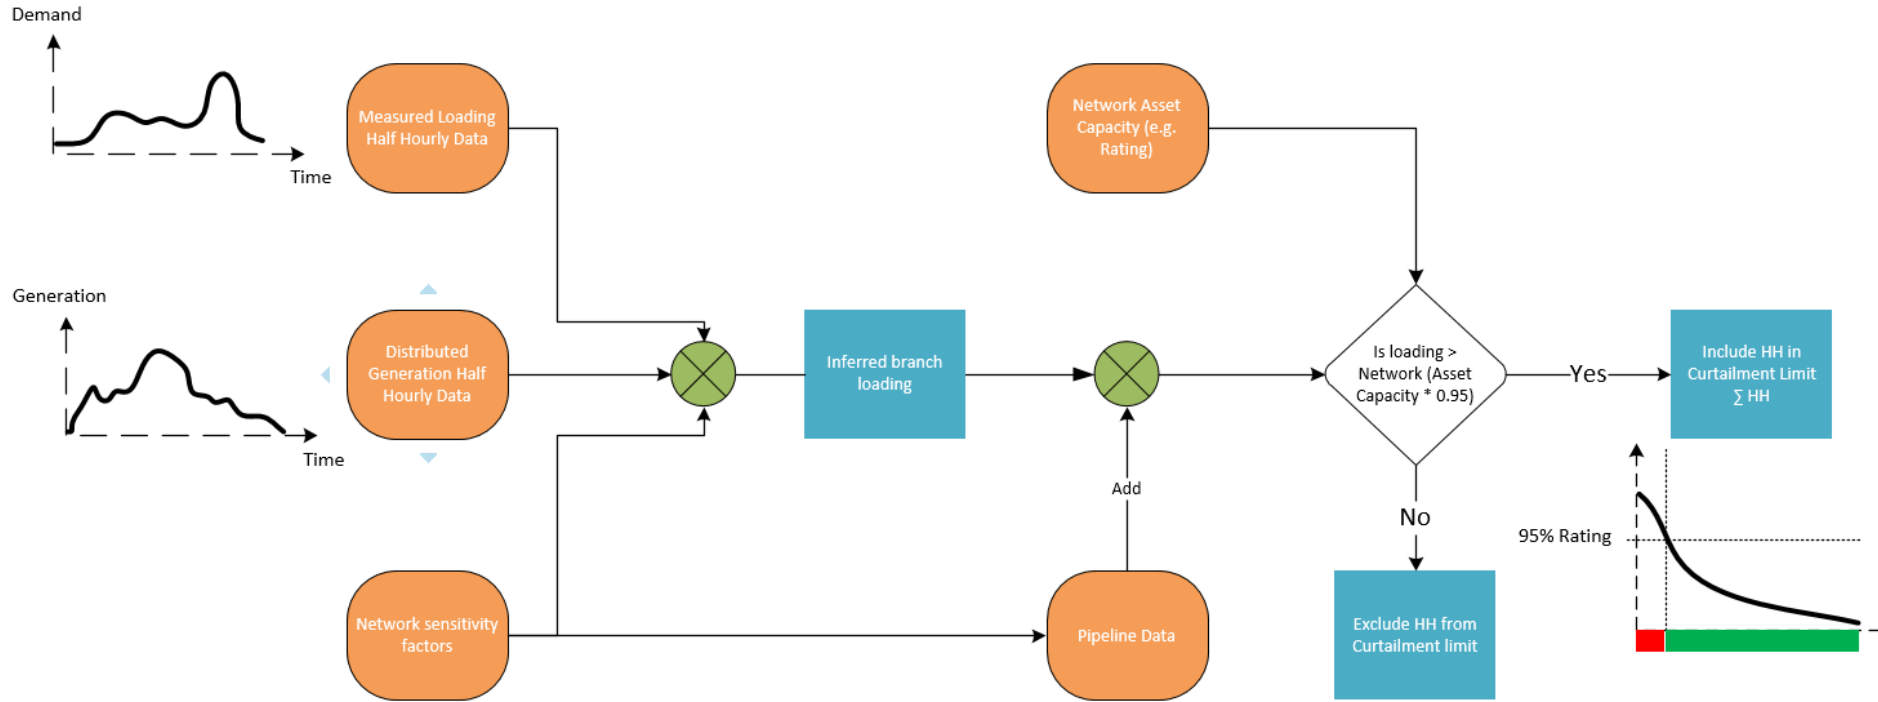 Demand
Time
Measured Loading
Half Hourly Data
Network Asset
Capacity (e.g.
Rating)
Generation
Time
Distributed
Generation Half
Hourly Data
Inferred branch
loading
Is loading >
Network (Asset
Capacity * 0.95)
Yes
Include HH in
Curtailment Limit
∑ HH
Add
No
95% Rating
Network sensitivity
factors
Pipeline Data
Exclude HH from
Curtailment limit